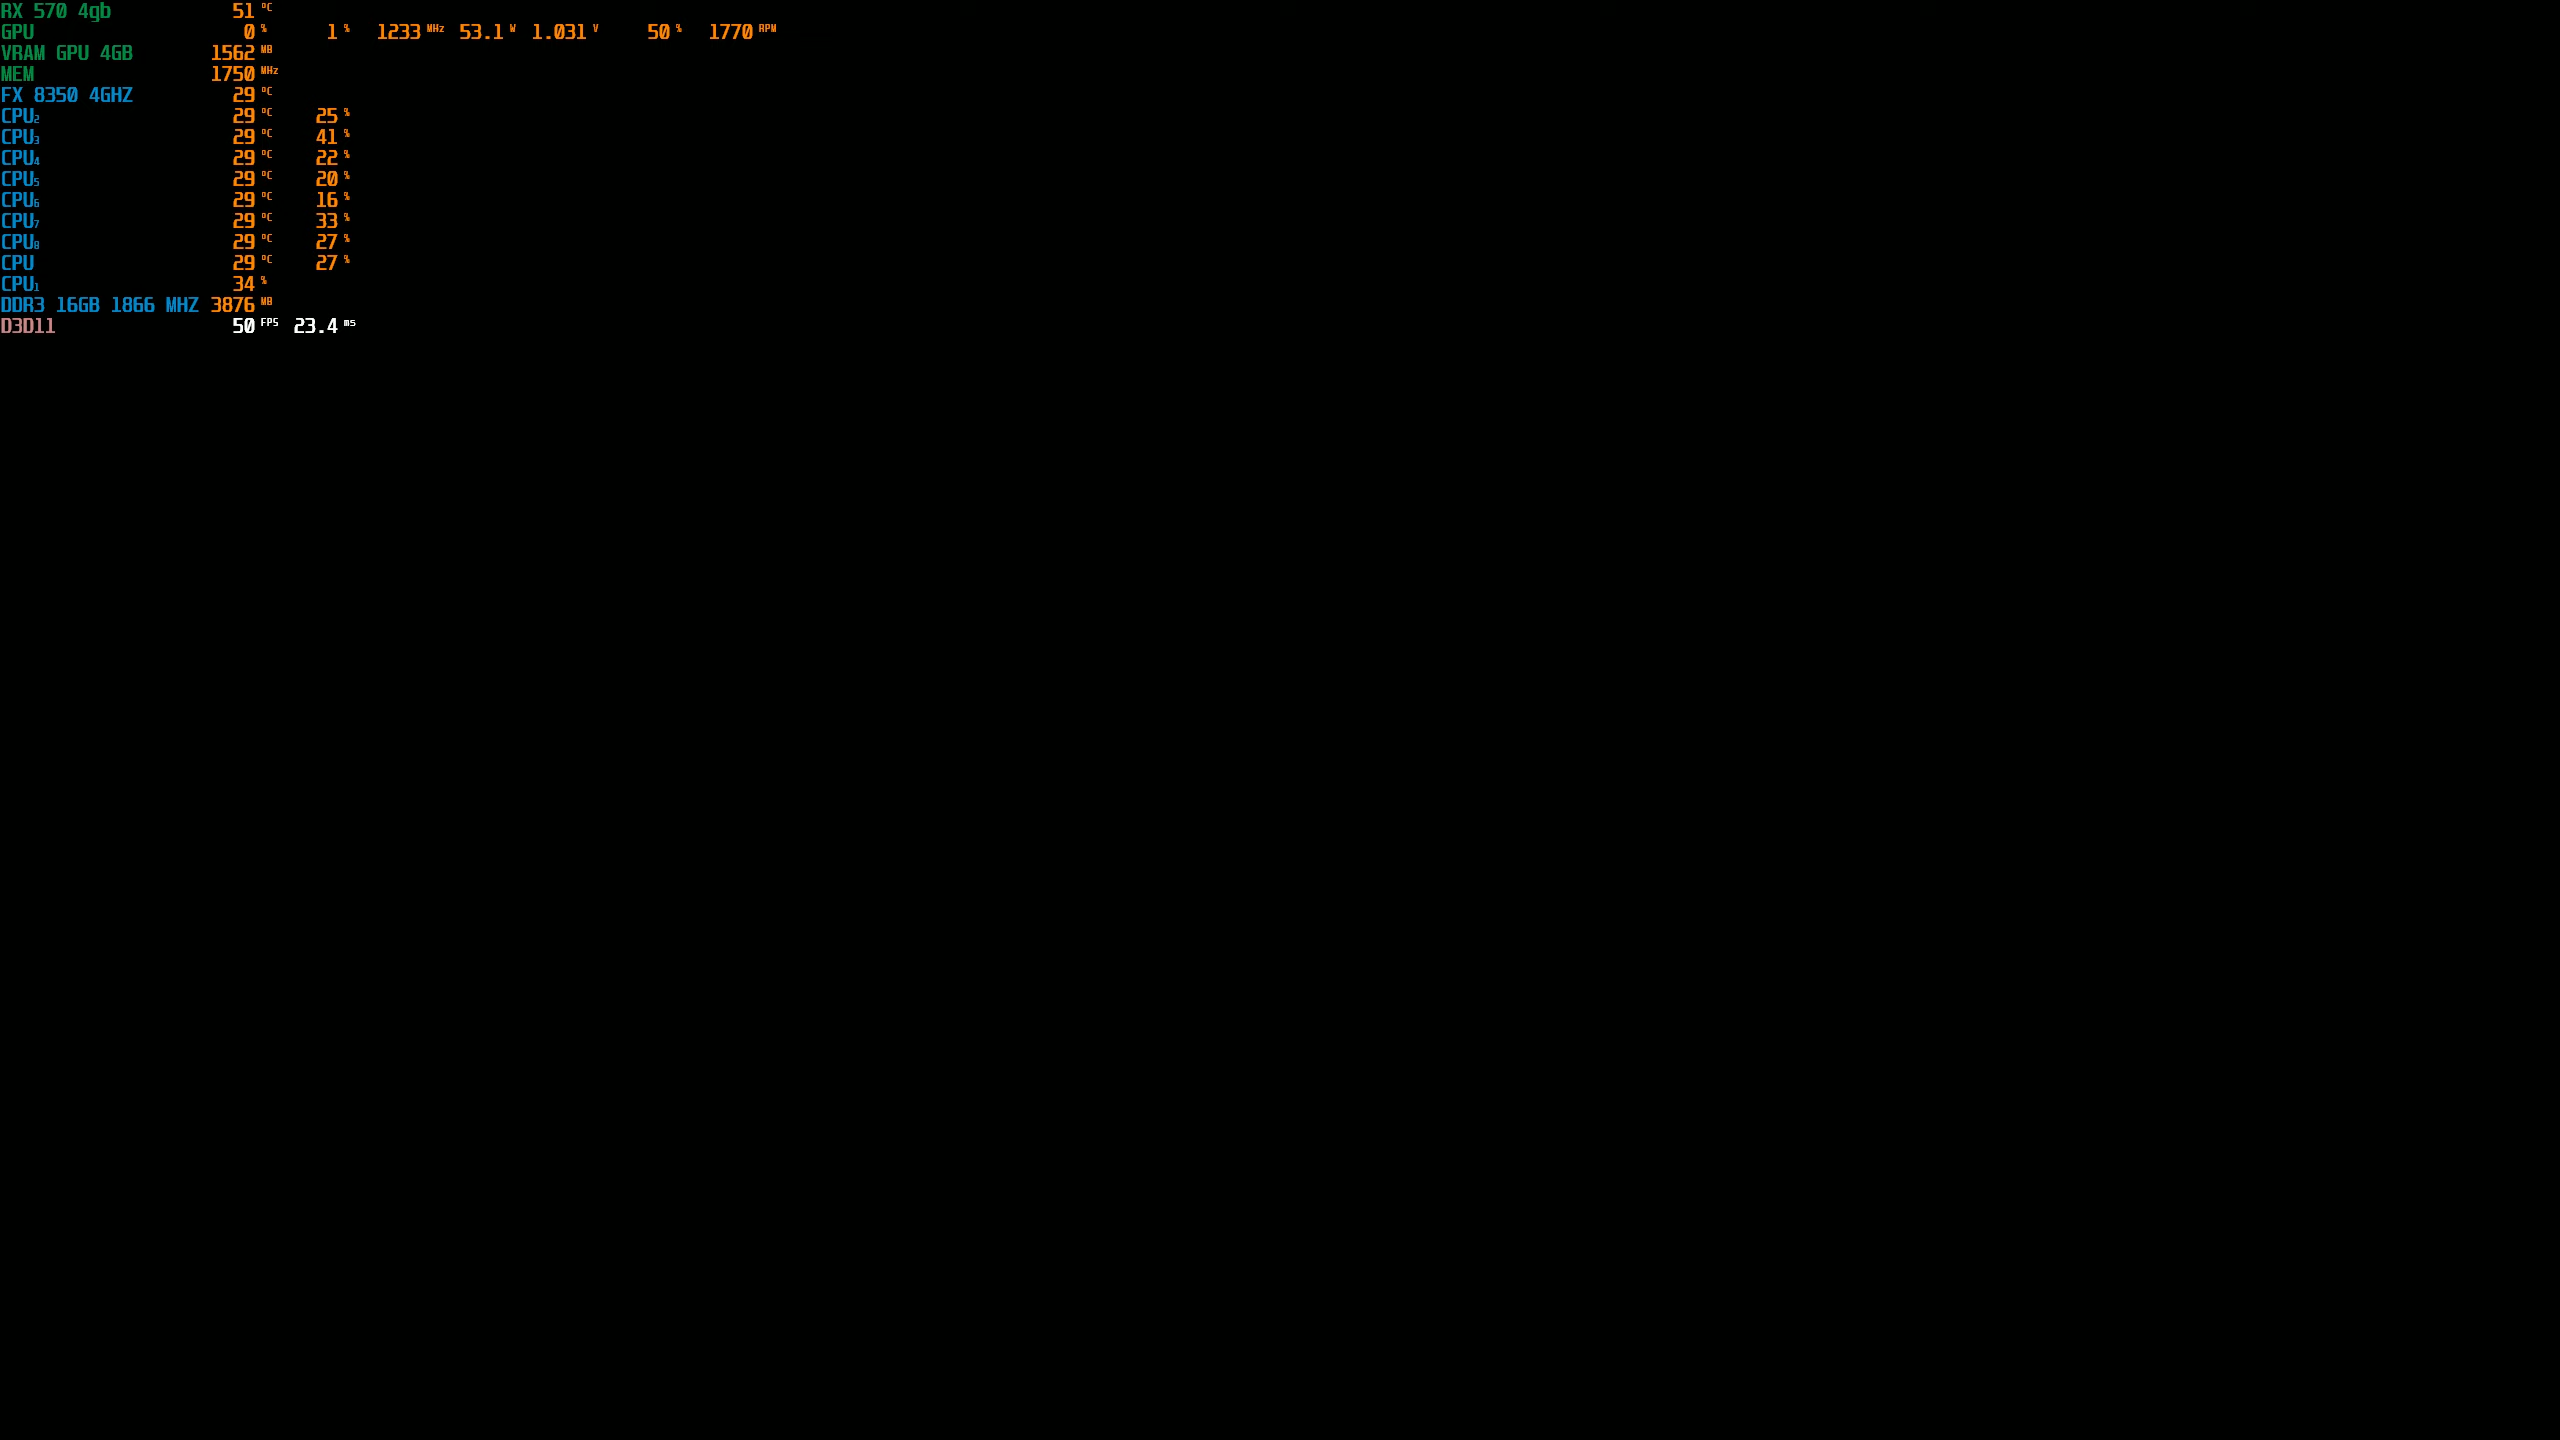 RX 570 4gb 51 °C
GPU 0 % 1 % 1233 MHz 53.1 W 1.031 V 50 % 1770 RPM
VRAM GPU 4GB 1562 MB
MEM 1750 MHz
FX 8350 4GHZ 29 °C
CPU2 29 °C 25 %
CPU3 29 °C 41 %
CPU4 29 °C 22 %
CPU5 29 °C 20 %
CPU6 29 °C 16 %
CPU7 29 °C 33 %
CPU8 29 °C 27 %
CPU 29 °C 27 %
CPU1 34 %
DDR3 16GB 1866 MHZ 3876 MB
D3D11 50 FPS 23.4 ms